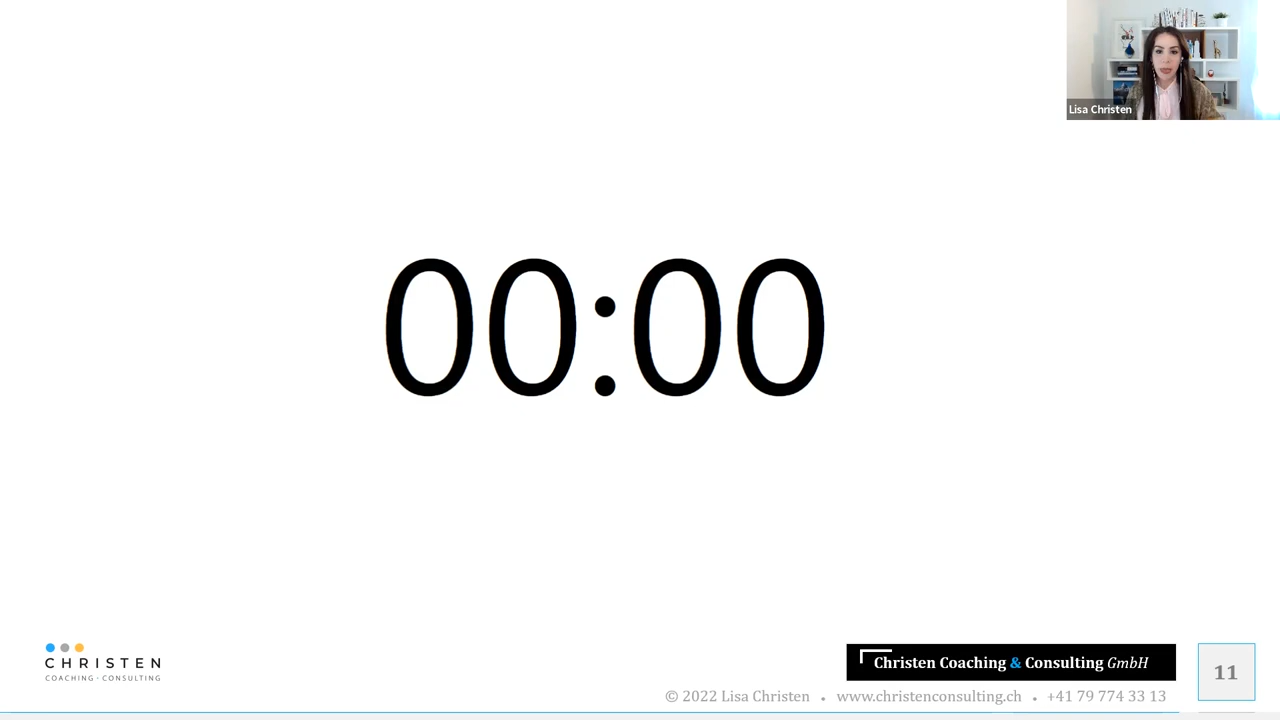 Lisa Christen
00:00
CHRISTEN
COACHING · CONSULTING
Christen Coaching & Consulting GmbH
11
© 2022 Lisa Christen • www.christenconsulting.ch • +41 79 774 33 13